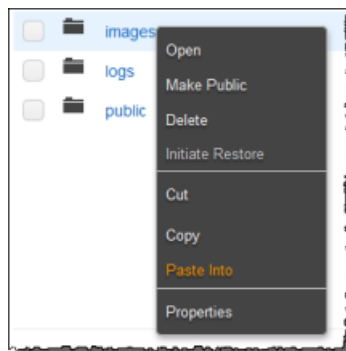 images
logs
public
Open
Make Public
Delete
Initiate Restore
Cut
Copy
Paste Into
Properties